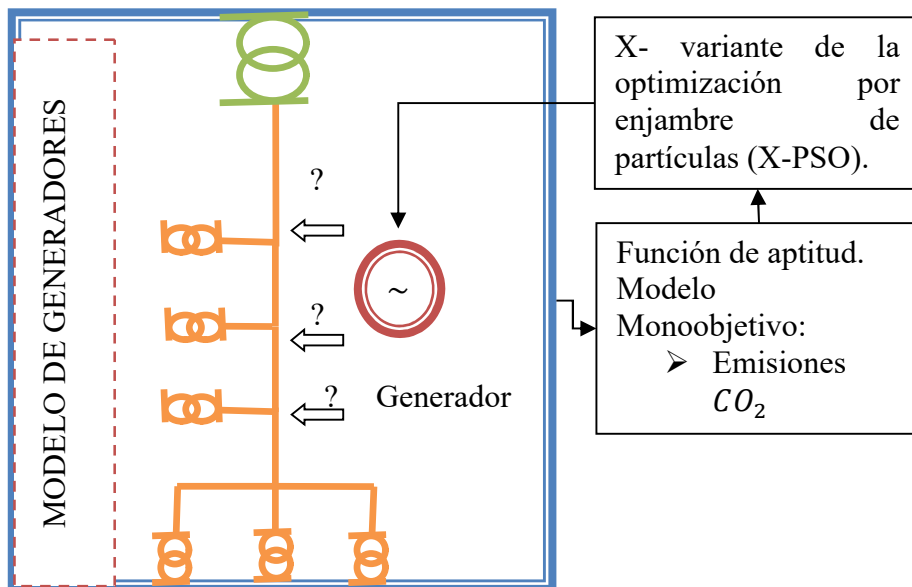 MODELO DE GENERADORES
?
?
?
~
Generador
X- variante de la
optimización por
enjambre de
partículas (X-PSO).
Función de aptitud.
Modelo
Monoobjetivo:
➢ Emisiones
𝐶𝑂₂